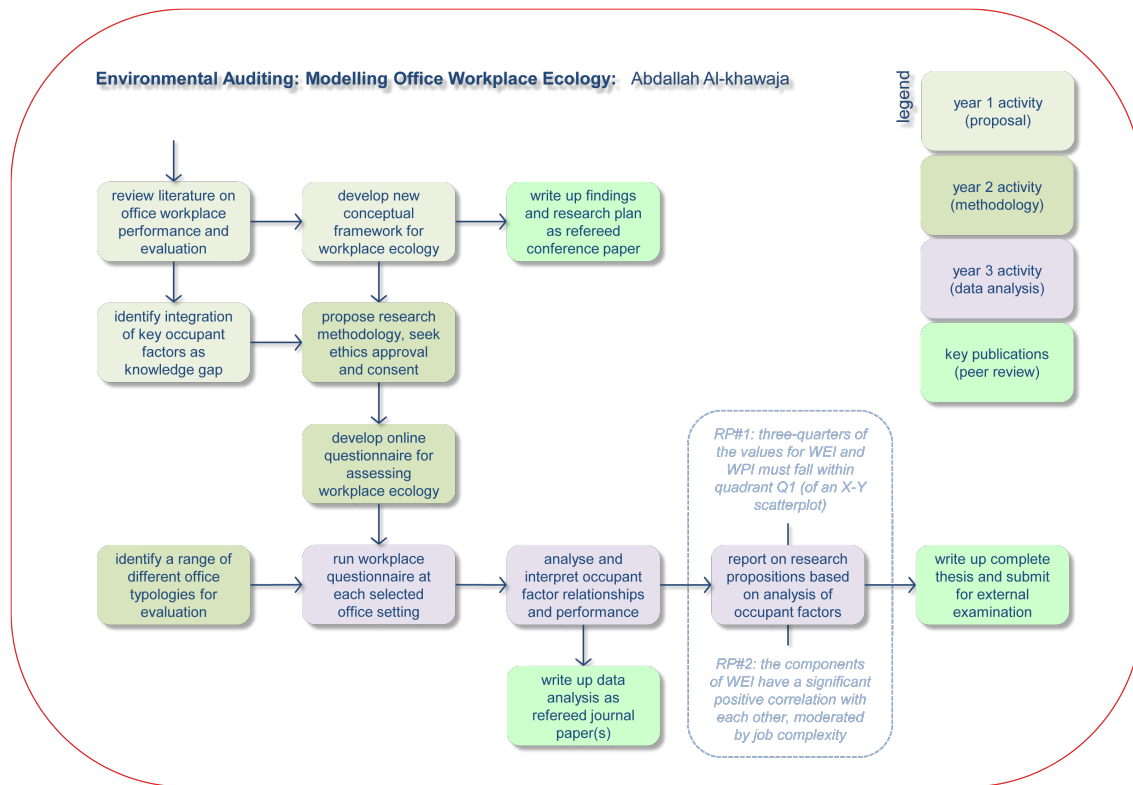 Environmental Auditing: Modelling Office Workplace Ecology: Abdallah Al-khawaja
legend
year 1 activity
(proposal)
year 2 activity
(methodology)
year 3 activity
(data analysis)
key publications
(peer review)
review literature on
office workplace
performance and
evaluation
develop new
conceptual
framework for
workplace ecology
write up findings
and research plan
as refereed
conference paper
identify integration
of key occupant
factors as
knowledge gap
propose research
methodology, seek
ethics approval
and consent
develop online
questionnaire for
assessing
workplace ecology
RP#1: three-quarters of
the values for WEI and
WPI must fall within
quadrant Q1 (of an X-Y
scatterplot)
identify a range of
different office
typologies for
evaluation
run workplace
questionnaire at
each selected
office setting
analyse and
interpret occupant
factor relationships
and performance
report on research
propositions based
on analysis of
occupant factors
write up complete
thesis and submit
for external
examination
write up data
analysis as
refereed journal
paper(s)
RP#2: the components
of WEI have a significant
positive correlation with
each other, moderated
by job complexity